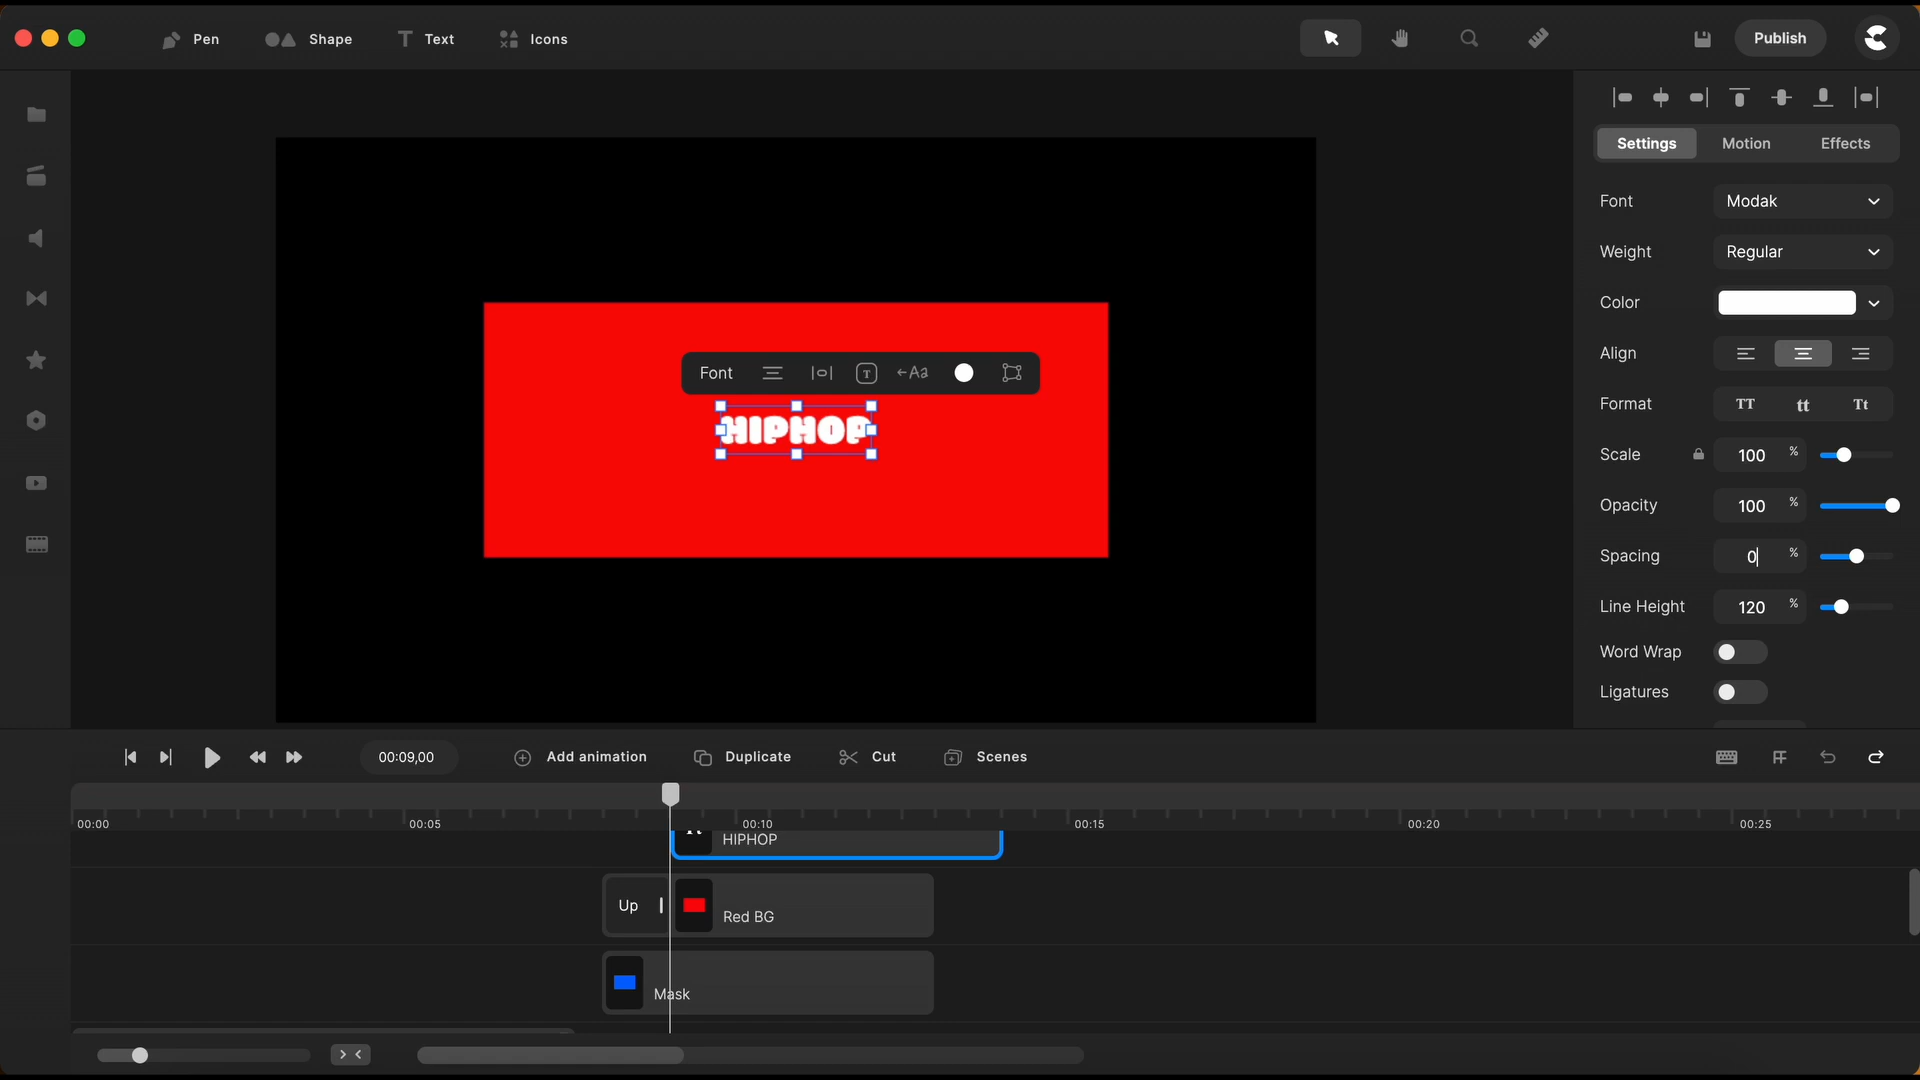 Pen
Shape
Text
Icons
Publish
Settings
Motion
Effects
Font
Modak
Weight
Regular
Color
Align
Format
TT
tt
Tt
Scale
100 %
Opacity
100 %
Spacing
0 %
Line Height
120 %
Word Wrap
Ligatures
Font
T
Aa
HIPHOP
00:09,00
Add animation
Duplicate
Cut
Scenes
00:00
00:05
00:10
00:15
00:20
00:25
HIPHOP
Up
Red BG
Mask